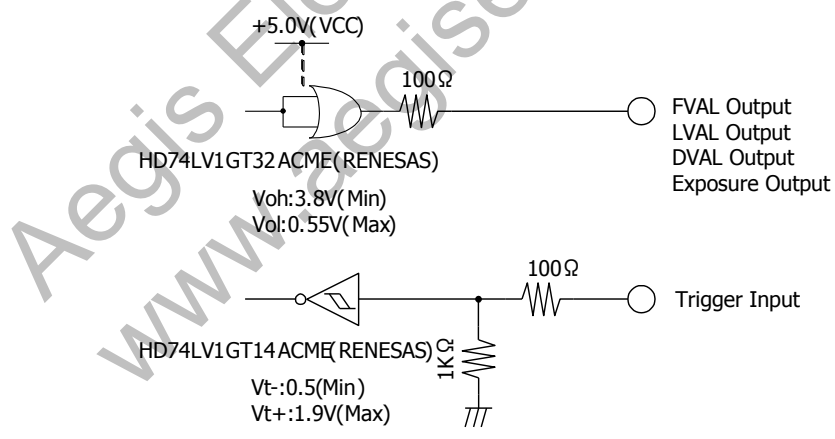 +5.0V(VCC)
100Ω
FVAL Output
LVAL Output
DVAL Output
Exposure Output
HD74LV1GT32ACME(RENESAS)
Voh:3.8V(Min)
Vol:0.55V(Max)
100Ω
Trigger Input
HD74LV1GT14ACME(RENESAS)
1KΩ
Vt-:0.5(Min)
Vt+:1.9V(Max)
Aegis
www.aegise